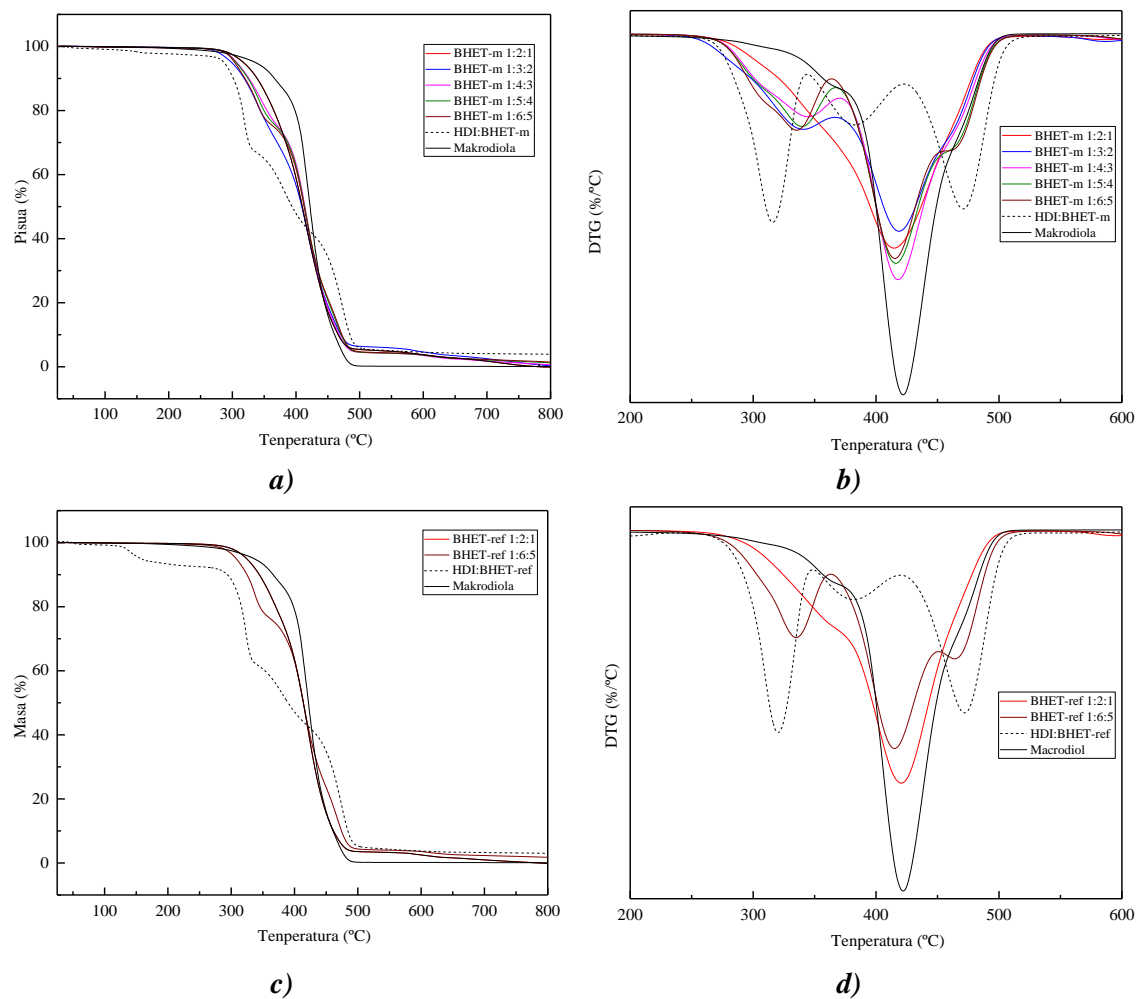 100
80
60
40
20
0
Pisua (%)
100 200 300 400 500 600 700 800
Tenperatura (ºC)
BHET-m 1:2:1
BHET-m 1:3:2
BHET-m 1:4:3
BHET-m 1:5:4
BHET-m 1:6:5
HDI:BHET-m
Makrodiola
a)
DTG (%/ºC)
200 300 400 500 600
Tenperatura (ºC)
BHET-m 1:2:1
BHET-m 1:3:2
BHET-m 1:4:3
BHET-m 1:5:4
BHET-m 1:6:5
HDI:BHET-m
Makrodiola
b)
100
80
60
40
20
0
Masa (%)
100 200 300 400 500 600 700 800
Tenperatura (ºC)
BHET-ref 1:2:1
BHET-ref 1:6:5
HDI:BHET-ref
Makrodiola
c)
DTG (%/ºC)
200 300 400 500 600
Tenperatura (ºC)
BHET-ref 1:2:1
BHET-ref 1:6:5
HDI:BHET-ref
Macrodiol
d)